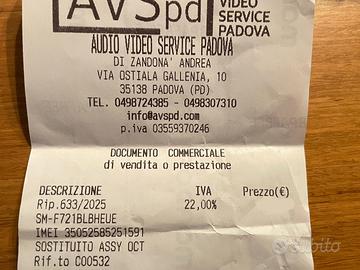 AVSpd
VIDEO
SERVICE
PADOVA
AUDIO VIDEO SERVICE PADOVA
DI ZANDONA' ANDREA
VIA OSTIALA GALLENIA, 10
35138 PADOVA (PD)
TEL. 0498724385 - 0498307310
info@avspd.com
p.iva 03559370246
DOCUMENTO COMMERCIALE
di vendita o prestazione
DESCRIZIONE IVA Prezzo(€)
Rip.633/2025 22,00%
SM-F721BLBHEUE
IMEI 35052585251591
SOSTITUITO ASSY OCT
Rif.to C00532
subito